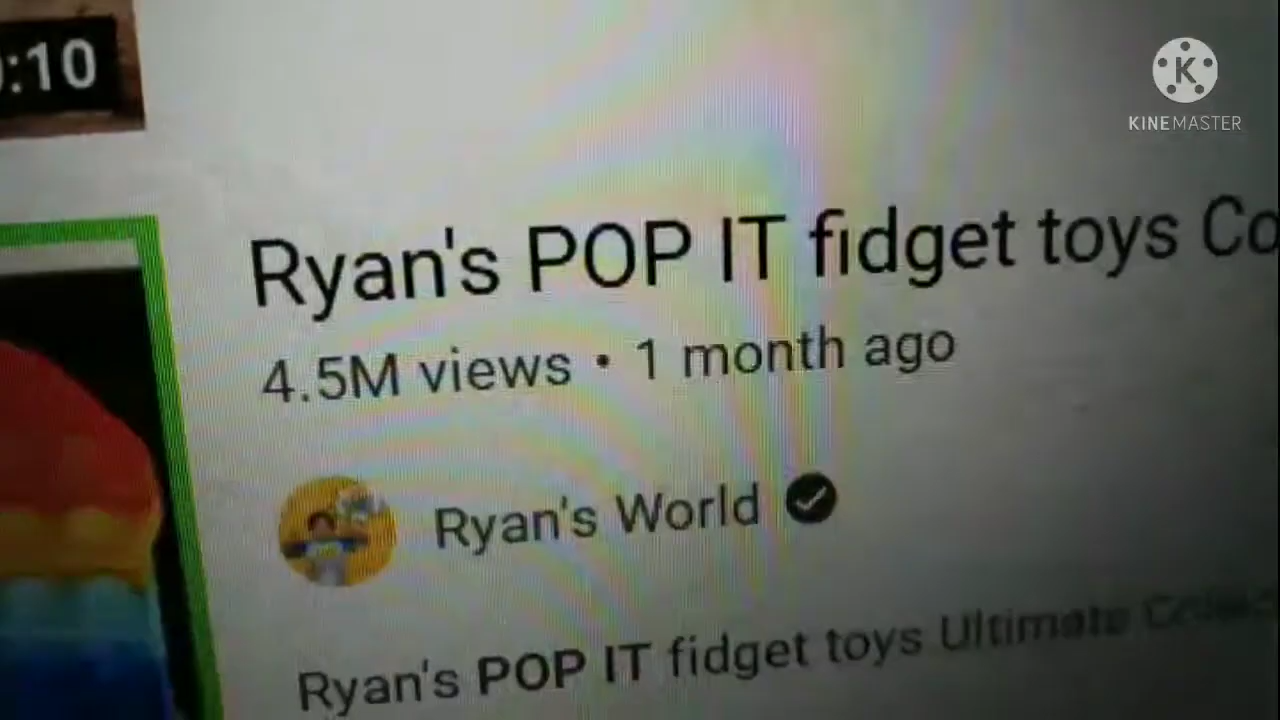 :10
K
KINEMASTER
Ryan's POP IT fidget toys Co
4.5M views • 1 month ago
Ryan's World
Ryan's POP IT fidget toys Ultimate